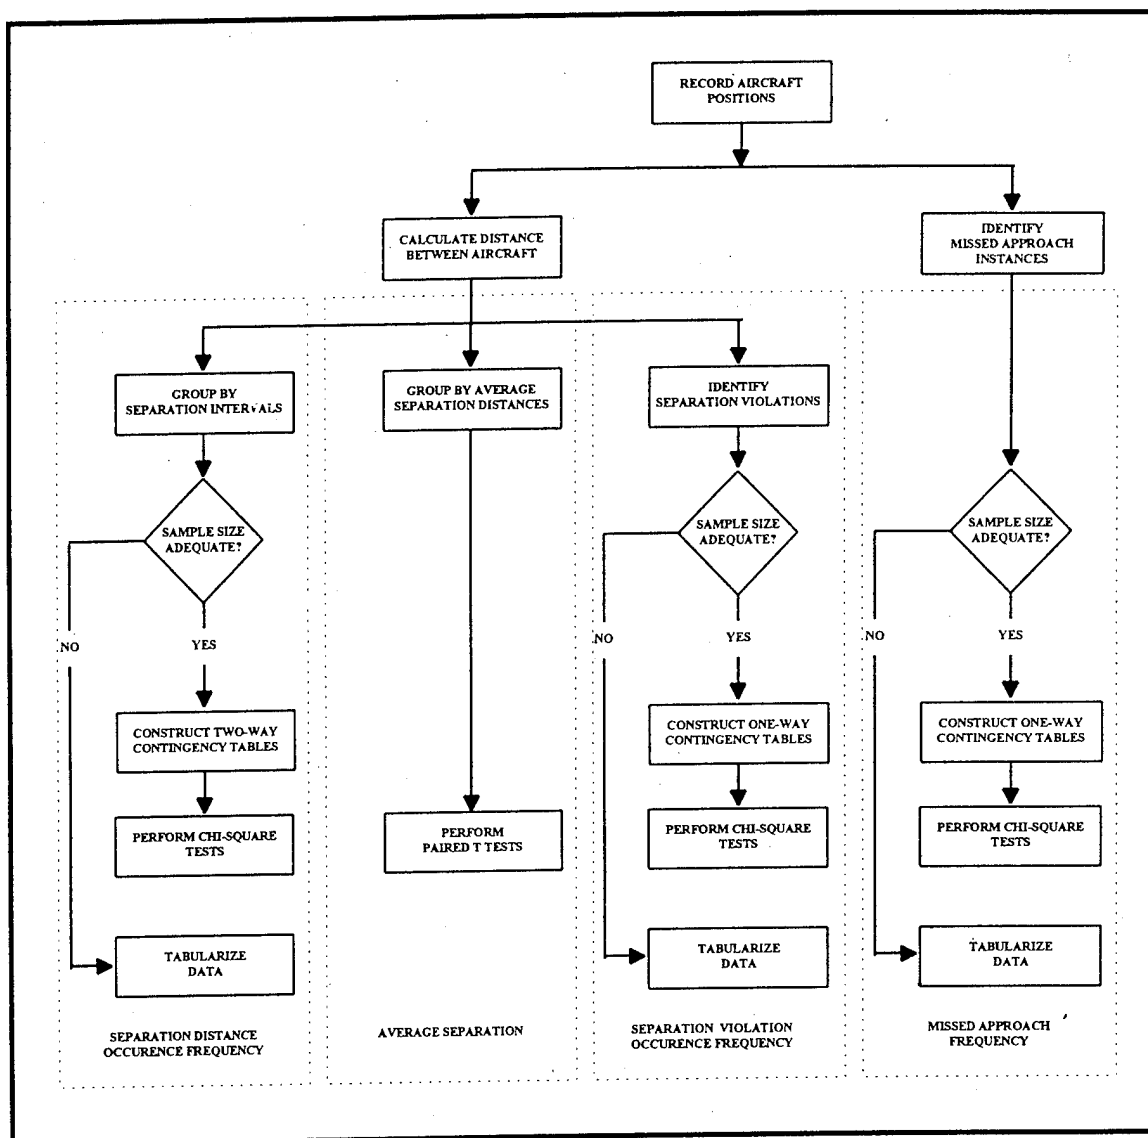 RECORD AIRCRAFT
POSITIONS
CALCULATE DISTANCE
BETWEEN AIRCRAFT
IDENTIFY
MISSED APPROACH
INSTANCES
GROUP BY
SEPARATION INTERVALS
GROUP BY AVERAGE
SEPARATION DISTANCES
IDENTIFY
SEPARATION VIOLATIONS
SAMPLE SIZE
ADEQUATE?
SAMPLE SIZE
ADEQUATE?
SAMPLE SIZE
ADEQUATE?
NO
YES
NO
YES
NO
YES
CONSTRUCT TWO-WAY
CONTINGENCY TABLES
CONSTRUCT ONE-WAY
CONTINGENCY TABLES
CONSTRUCT ONE-WAY
CONTINGENCY TABLES
PERFORM CHI-SQUARE
TESTS
PERFORM
PAIRED T TESTS
PERFORM CHI-SQUARE
TESTS
PERFORM CHI-SQUARE
TESTS
TABULARIZE
DATA
TABULARIZE
DATA
TABULARIZE
DATA
SEPARATION DISTANCE
OCCURENCE FREQUENCY
AVERAGE SEPARATION
SEPARATION VIOLATION
OCCURENCE FREQUENCY
MISSED APPROACH
FREQUENCY